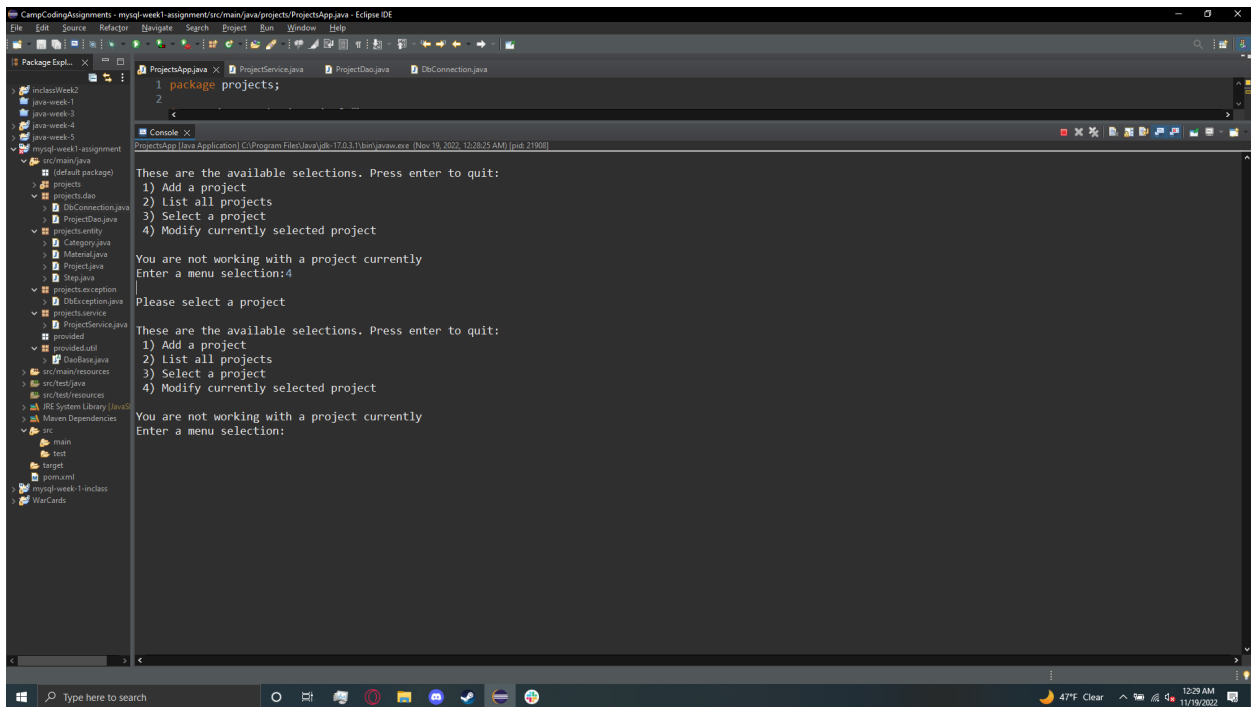 CampCodingAssignments - mysql-week1-assignment/src/main/java/projects/ProjectsApp.java - Eclipse IDE
File Edit Source Refactor Navigate Search Project Run Window Help
Package Expl...
ProjectsApp.java ProjectService.java ProjectDao.java DbConnection.java
1 package projects;
2
inclassWeek2
java-week-1
java-week-3
java-week-4
java-week-5
mysql-week1-assignment
src/main/java
(default package)
projects
projects.dao
DbConnection.java
ProjectDao.java
projects.entity
Category.java
Material.java
Project.java
Step.java
projects.exception
DbException.java
projects.service
ProjectService.java
provided
provided.util
DaoBase.java
src/main/resources
src/test/java
src/test/resources
JRE System Library [JavaS
Maven Dependencies
src
main
test
target
pom.xml
mysql-week-1-inclass
WarCards
Console
ProjectsApp [Java Application] C:\Program Files\Java\jdk-17.0.3.1\bin\javaw.exe (Nov 19, 2022, 12:28:25 AM) [pid: 21908]
These are the available selections. Press enter to quit:
1) Add a project
2) List all projects
3) Select a project
4) Modify currently selected project
You are not working with a project currently
Enter a menu selection:4
Please select a project
These are the available selections. Press enter to quit:
1) Add a project
2) List all projects
3) Select a project
4) Modify currently selected project
You are not working with a project currently
Enter a menu selection:
Type here to search
47°F Clear
12:29 AM
11/19/2022